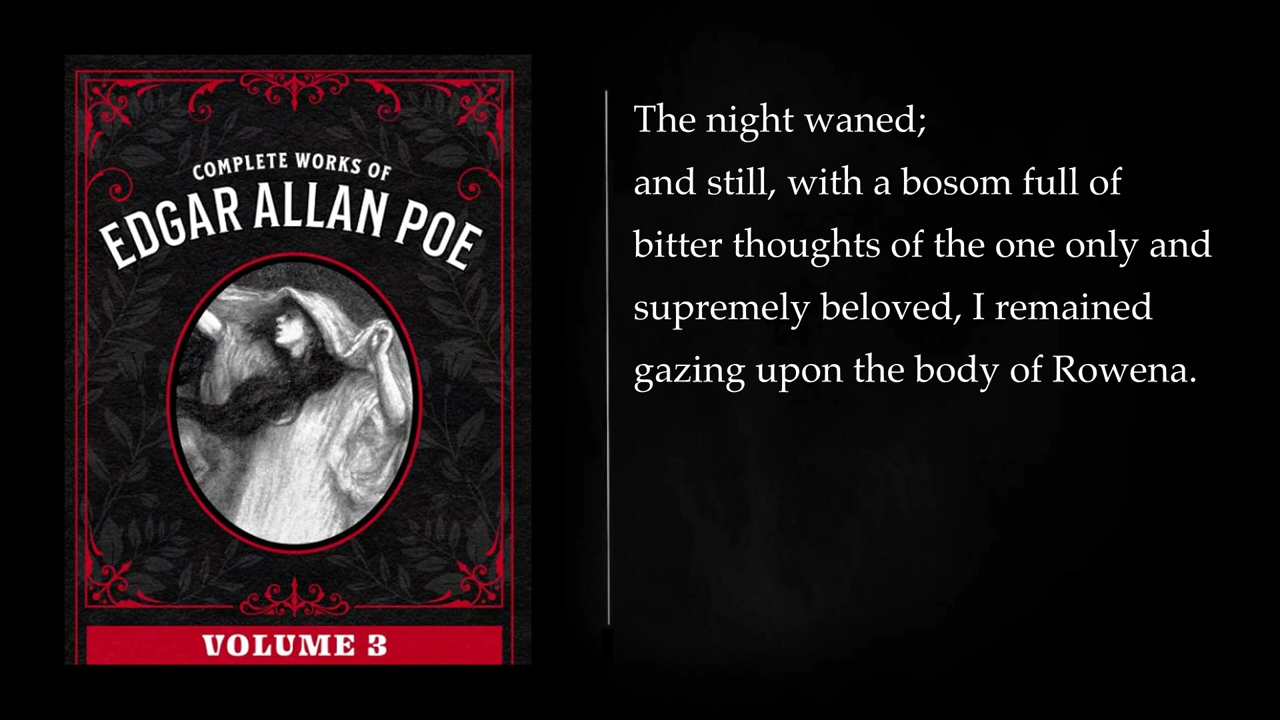 COMPLETE WORKS OF
EDGAR ALLAN POE
VOLUME 3
The night waned;
and still, with a bosom full of
bitter thoughts of the one only and
supremely beloved, I remained
gazing upon the body of Rowena.